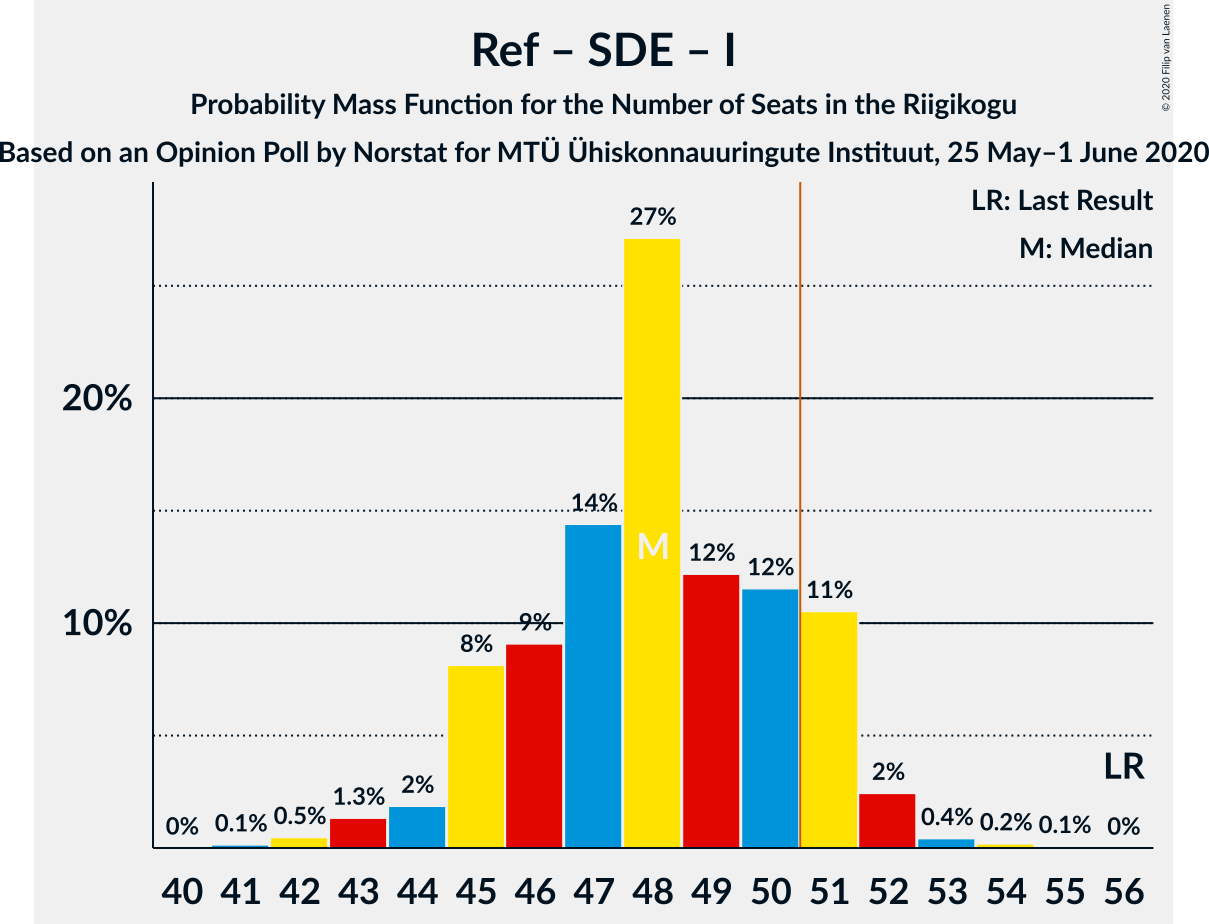 Ref – SDE – I
Probability Mass Function for the Number of Seats in the Riigikogu
Based on an Opinion Poll by Norstat for MTÜ Ühiskonnauuringute Instituut, 25 May–1 June 2020
© 2020 Filip van Laenen
LR: Last Result
M: Median
20%
10%
0% 0.1% 0.5% 1.3% 2% 8% 9% 14% 27% 12% 12% 11% 2% 0.4% 0.2% 0.1% 0%
M
LR
40 41 42 43 44 45 46 47 48 49 50 51 52 53 54 55 56